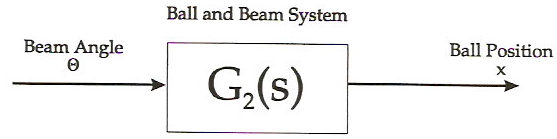 Ball and Beam System
Beam Angle
Θ
G₂(s)
Ball Position
x